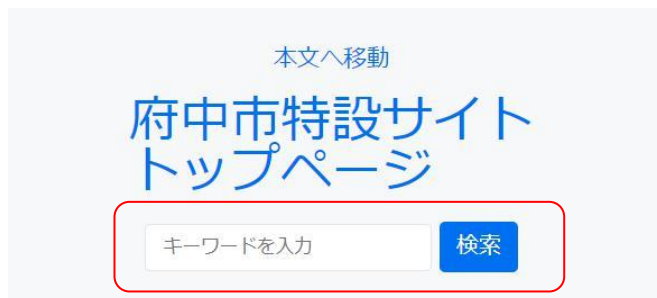 本文へ移動
府中市特設サイト
トップページ
キーワードを入力 検索